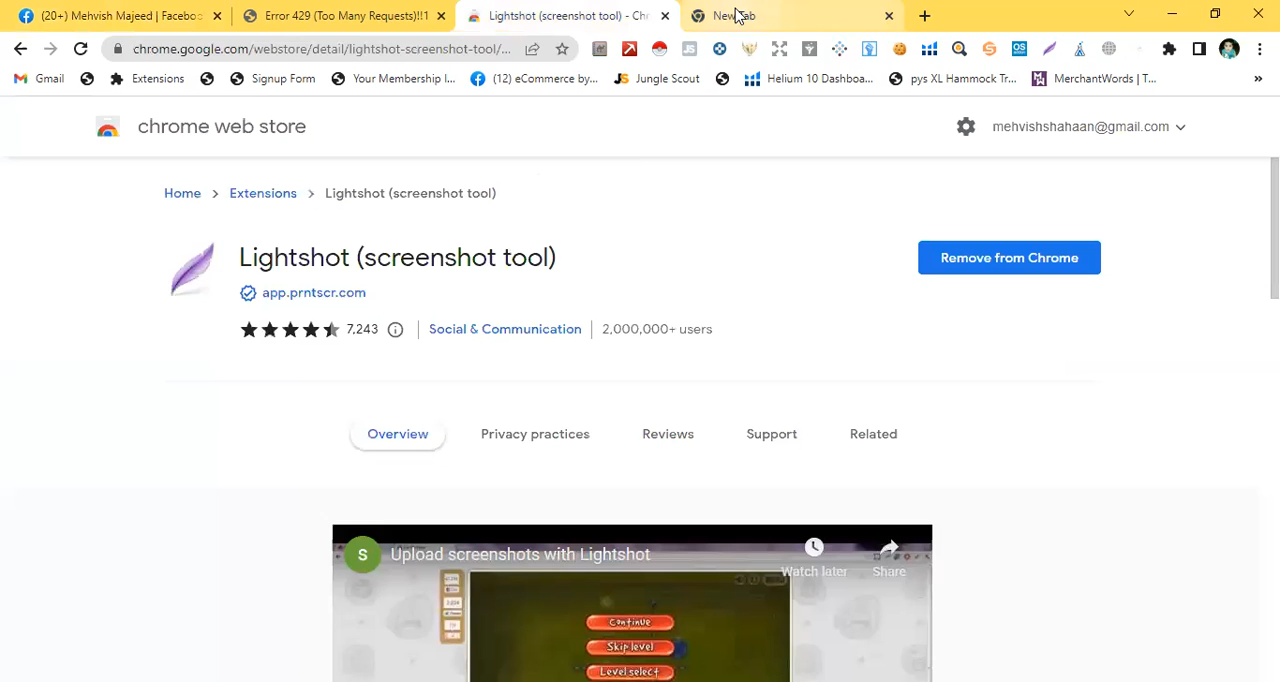 (20+) Mehvish Majeed | Faceboo
Error 429 (Too Many Requests)!!1
Lightshot (screenshot tool) - Ch
New Tab
chrome.google.com/webstore/detail/lightshot-screenshot-tool/...
Gmail
Extensions
Signup Form
Your Membership I...
(12) eCommerce by...
JS Jungle Scout
Helium 10 Dashboa...
pys XL Hammock Tr...
MerchantWords | T...
»
chrome web store
mehvishshahaan@gmail.com
Home > Extensions > Lightshot (screenshot tool)
Lightshot (screenshot tool)
Remove from Chrome
app.prntscr.com
7,243
Social & Communication
2,000,000+ users
Overview
Privacy practices
Reviews
Support
Related
S
Upload screenshots with Lightshot
Watch later
Share
Continue
Skip level
Level select